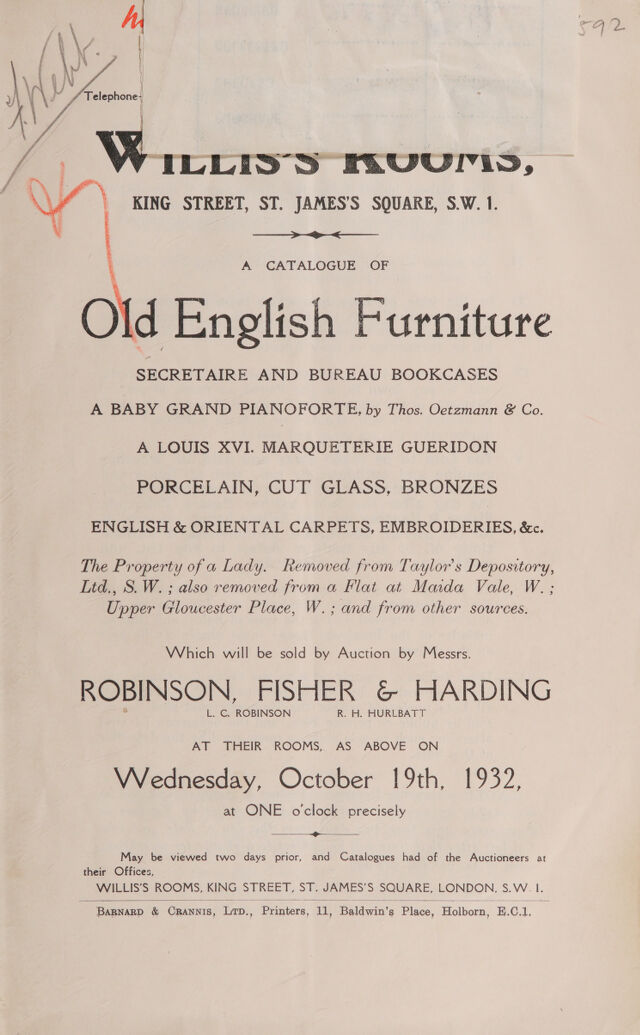 592
F. Webb.
Telephone
WILLIS'S ROOMS,
KING STREET, ST. JAMES'S SQUARE, S.W. 1.
A CATALOGUE OF
Old English Furniture
SECRETAIRE AND BUREAU BOOKCASES
A BABY GRAND PIANOFORTE, by Thos. Oetzmann & Co.
A LOUIS XVI. MARQUETERIE GUERIDON
PORCELAIN, CUT GLASS, BRONZES
ENGLISH & ORIENTAL CARPETS, EMBROIDERIES, &c.
The Property of a Lady. Removed from Taylor's Depository,
Ltd., S.W. ; also removed from a Flat at Maida Vale, W. ;
Upper Gloucester Place, W. ; and from other sources.
Which will be sold by Auction by Messrs.
ROBINSON, FISHER & HARDING
L. C. ROBINSON R. H. HURLBATT
AT THEIR ROOMS, AS ABOVE ON
Wednesday, October 19th, 1932,
at ONE o'clock precisely
May be viewed two days prior, and Catalogues had of the Auctioneers at
their Offices,
WILLIS'S ROOMS, KING STREET, ST. JAMES'S SQUARE, LONDON, S.W. 1.
BARNARD & CRANNIS, LTD., Printers, 11, Baldwin's Place, Holborn, E.C.1.